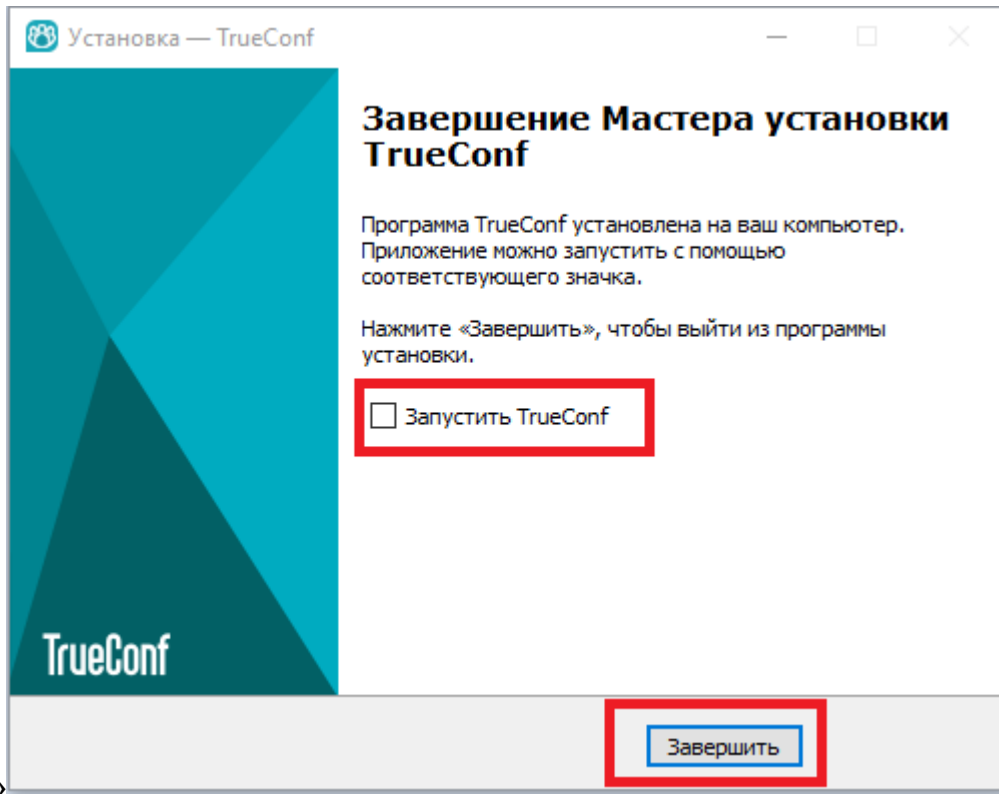 Установка — TrueConf
Завершение Мастера установки
TrueConf
Программа TrueConf установлена на ваш компьютер.
Приложение можно запустить с помощью
соответствующего значка.
Нажмите «Завершить», чтобы выйти из программы
установки.
Запустить TrueConf
TrueConf
Завершить